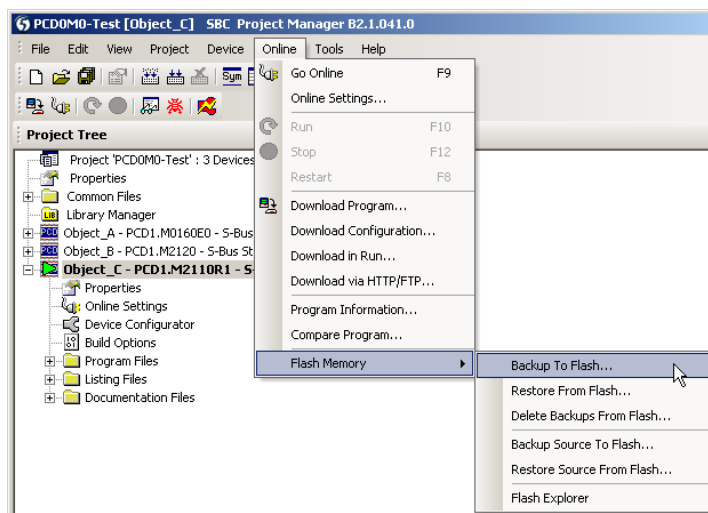 PCD0M0-Test [Object_C] SBC Project Manager B2.1.041.0
File Edit View Project Device Online Tools Help
Sym
Project Tree
Project 'PCD0M0-Test' : 3 Devices
Properties
Common Files
LIB Library Manager
PCD Object_A - PCD1.M0160E0 - S-Bus
PCD Object_B - PCD1.M2120 - S-Bus St
Object_C - PCD1.M2110R1 - S-
Properties
Online Settings
Device Configurator
Build Options
Program Files
Listing Files
Documentation Files
Go Online F9
Online Settings...
Run F10
Stop F12
Restart F8
Download Program...
Download Configuration...
Download in Run...
Download via HTTP/FTP...
Program Information...
Compare Program...
Flash Memory
Backup To Flash...
Restore From Flash...
Delete Backups From Flash...
Backup Source To Flash...
Restore Source From Flash...
Flash Explorer